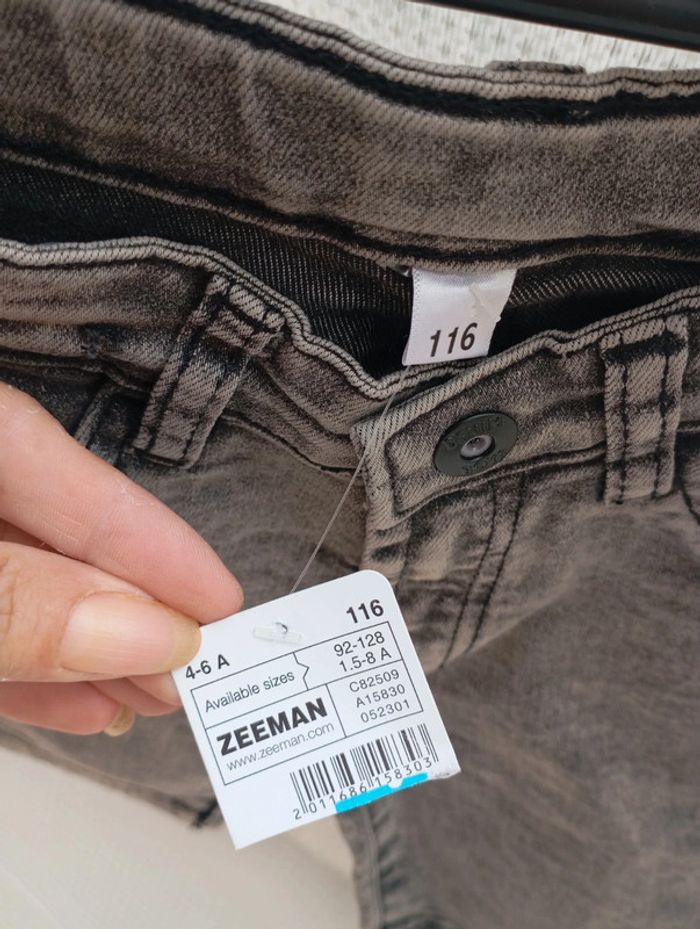 116
116
4-6 A
Available sizes
92-128
1.5-8 A
ZEEMAN
www.zeeman.com
C82509
A15830
052301
2 011686 158303